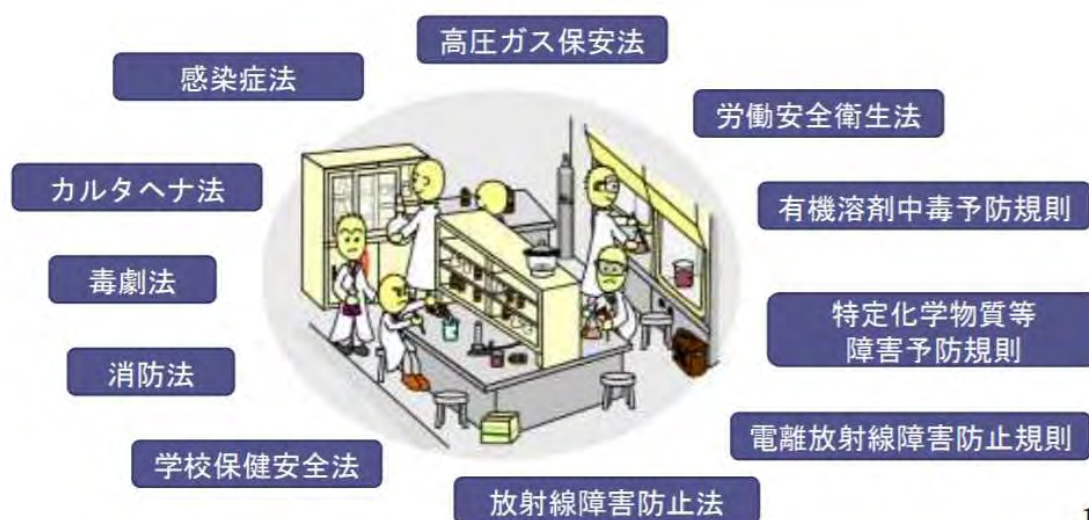 高圧ガス保安法
感染症法
労働安全衛生法
カルタヘナ法
有機溶剤中毒予防規則
毒劇法
特定化学物質等
障害予防規則
消防法
電離放射線障害防止規則
学校保健安全法
放射線障害防止法